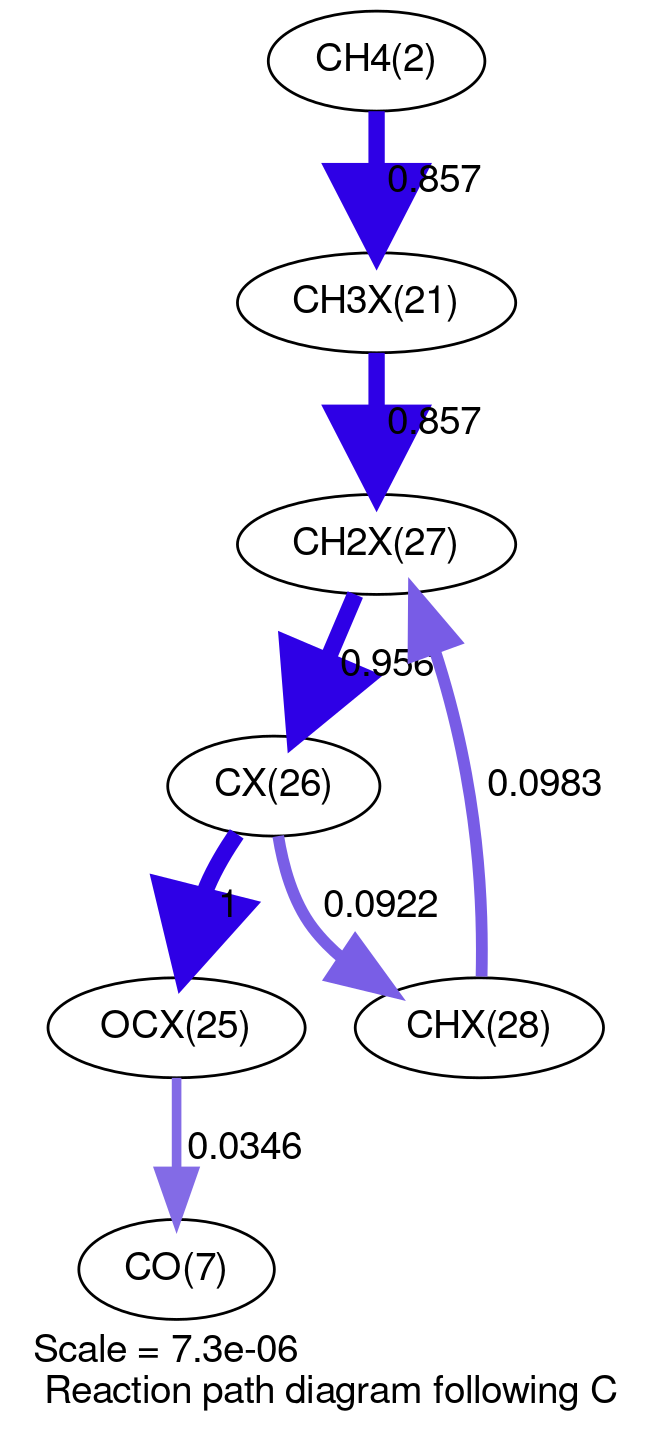 CH4(2)
0.857
CH3X(21)
0.857
CH2X(27)
0.956
CX(26)
0.0983
1
0.0922
OCX(25)
CHX(28)
0.0346
CO(7)
Scale = 7.3e-06
Reaction path diagram following C